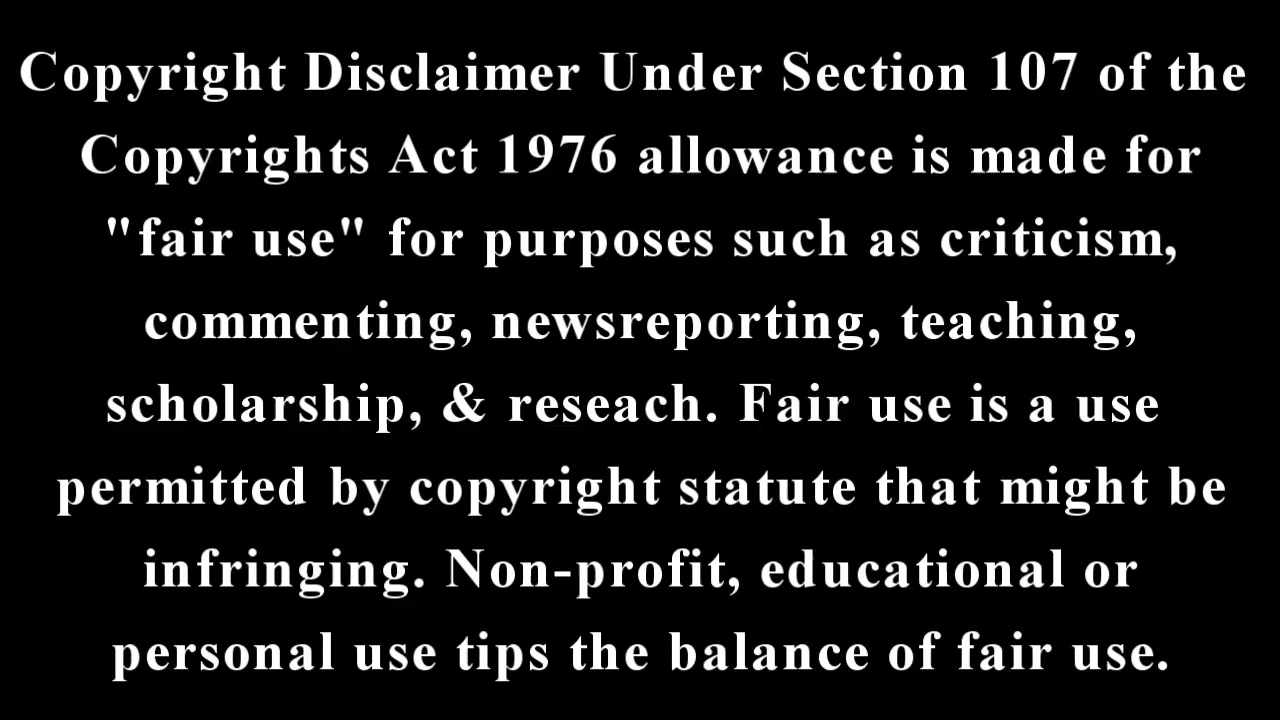 Copyright Disclaimer Under Section 107 of the
Copyrights Act 1976 allowance is made for
"fair use" for purposes such as criticism,
commenting, newsreporting, teaching,
scholarship, & reseach. Fair use is a use
permitted by copyright statute that might be
infringing. Non-profit, educational or
personal use tips the balance of fair use.